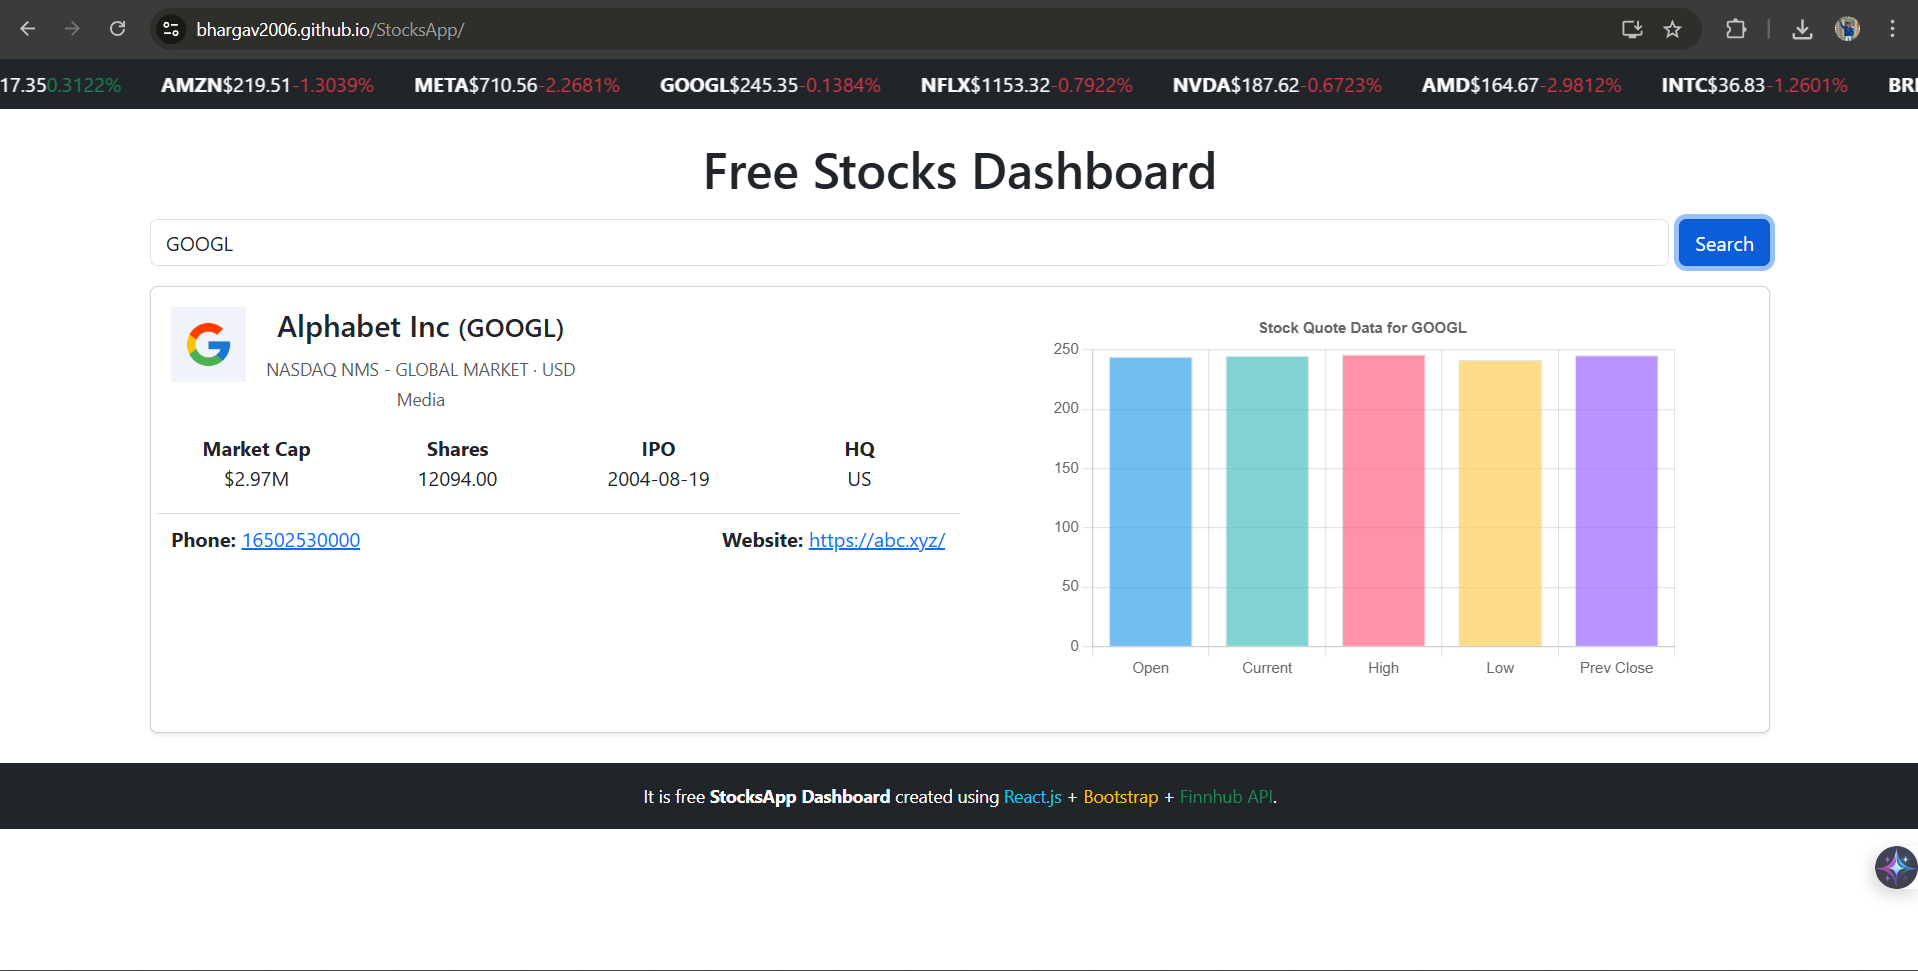 bhargav2006.github.io/StocksApp/
17.350.3122% AMZN$219.51-1.3039% META$710.56-2.2681% GOOGL$245.35-0.1384% NFLX$1153.32-0.7922% NVDA$187.62-0.6723% AMD$164.67-2.9812% INTC$36.83-1.2601%
Free Stocks Dashboard
GOOGL
Search
Alphabet Inc (GOOGL)
NASDAQ NMS - GLOBAL MARKET · USD
Media
Market Cap Shares IPO HQ
$2.97M 12094.00 2004-08-19 US
Phone: 16502530000 Website: https://abc.xyz/
Stock Quote Data for GOOGL
250
200
150
100
50
0
Open Current High Low Prev Close
It is free StocksApp Dashboard created using React.js + Bootstrap + Finnhub API.